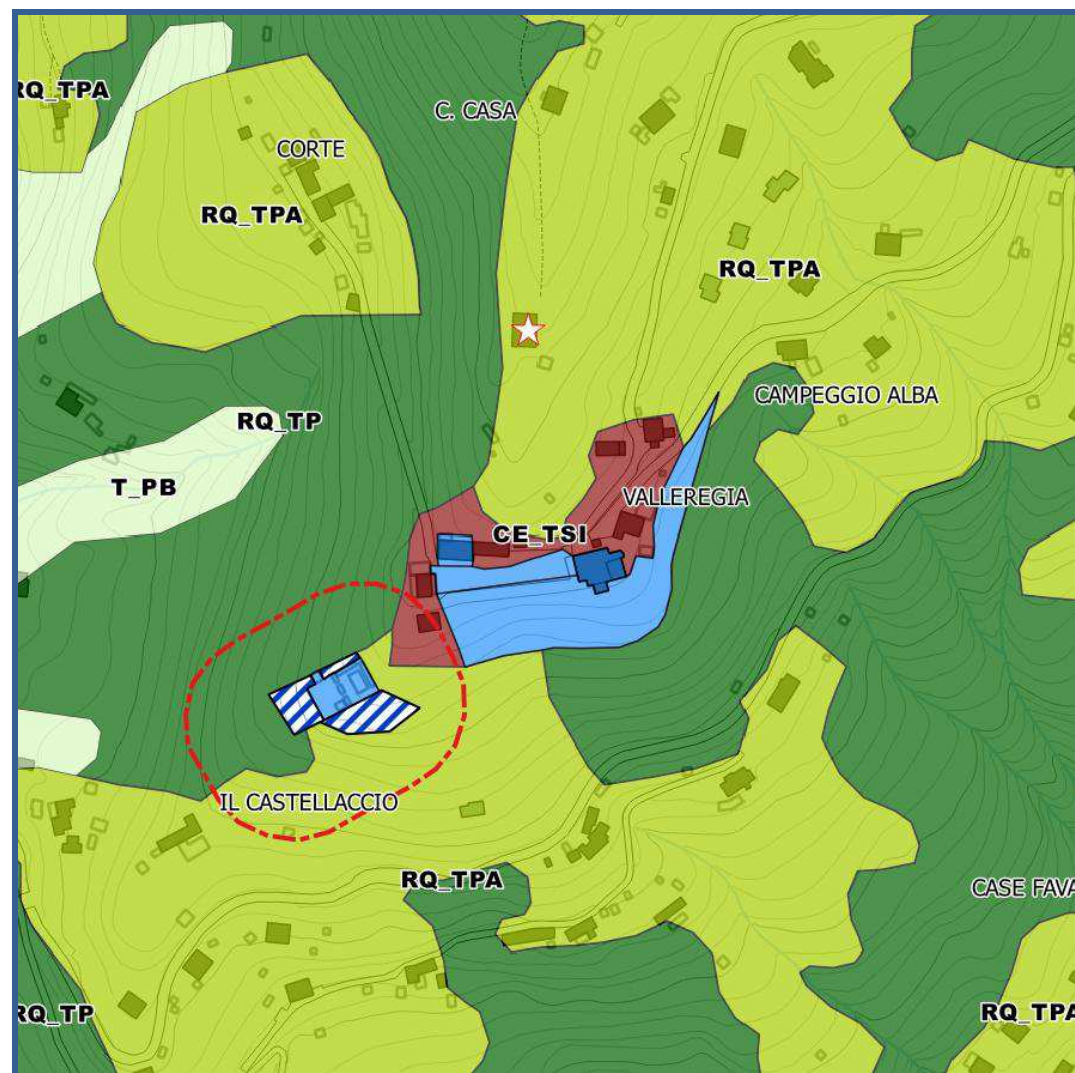 RQ_TPA
C. CASA
CORTE
RQ_TPA
RQ_TPA
CAMPEGGIO ALBA
RQ_TP
T_PB
VALLEREGIA
CE_TSI
IL CASTELLACCIO
RQ_TPA
CASE FAVA
RQ_TP
RQ_TPA